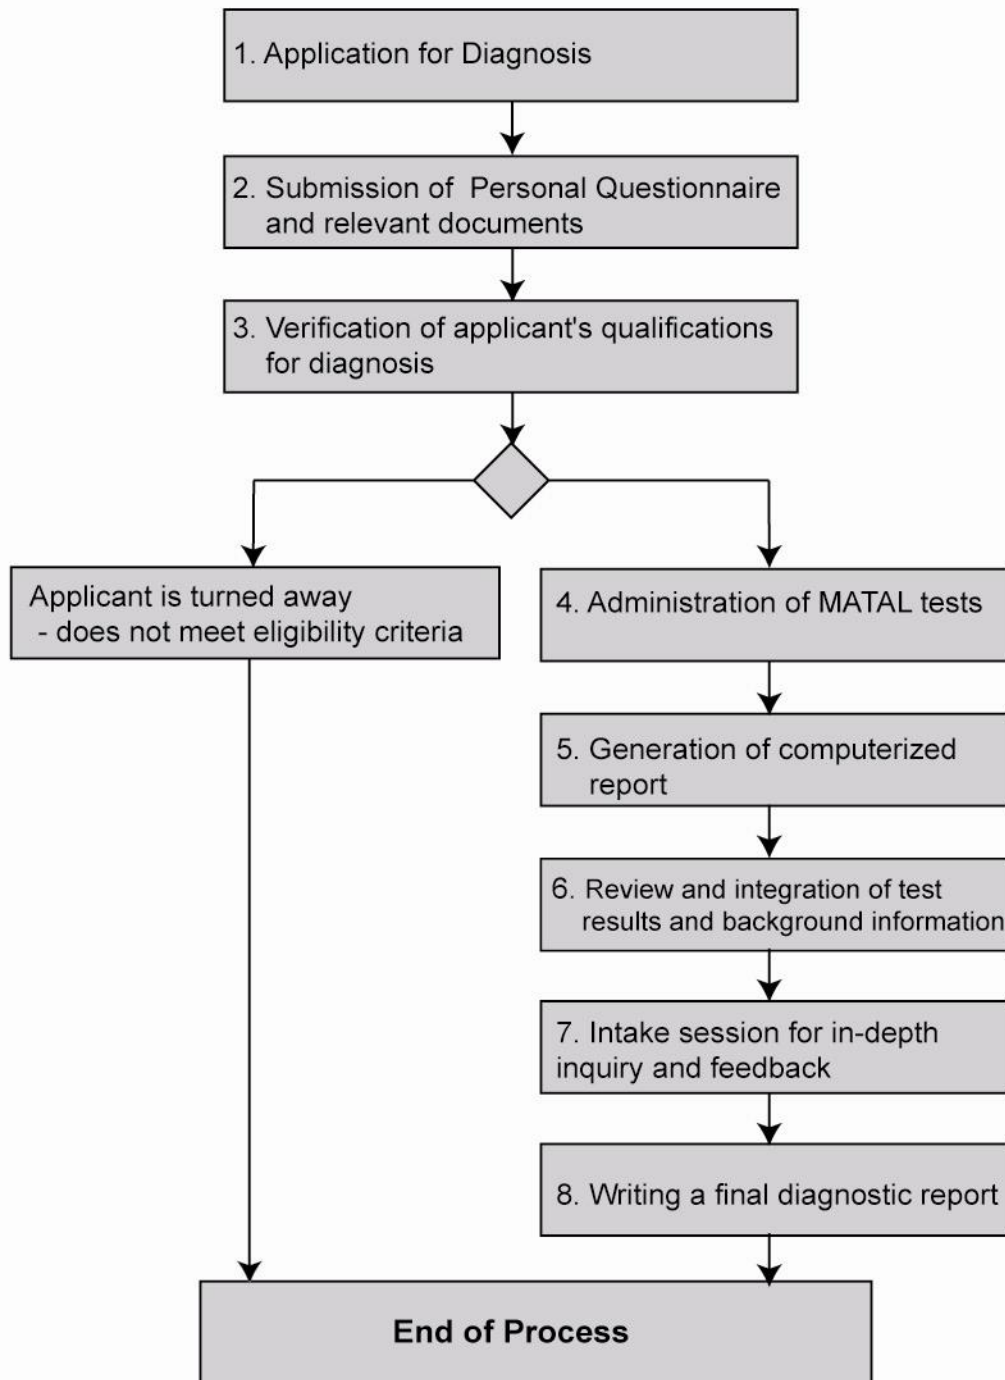 1. Application for Diagnosis
2. Submission of Personal Questionnaire
and relevant documents
3. Verification of applicant's qualifications
for diagnosis
Applicant is turned away
- does not meet eligibility criteria
4. Administration of MATAL tests
5. Generation of computerized
report
6. Review and integration of test
results and background information
7. Intake session for in-depth
inquiry and feedback
8. Writing a final diagnostic report
End of Process